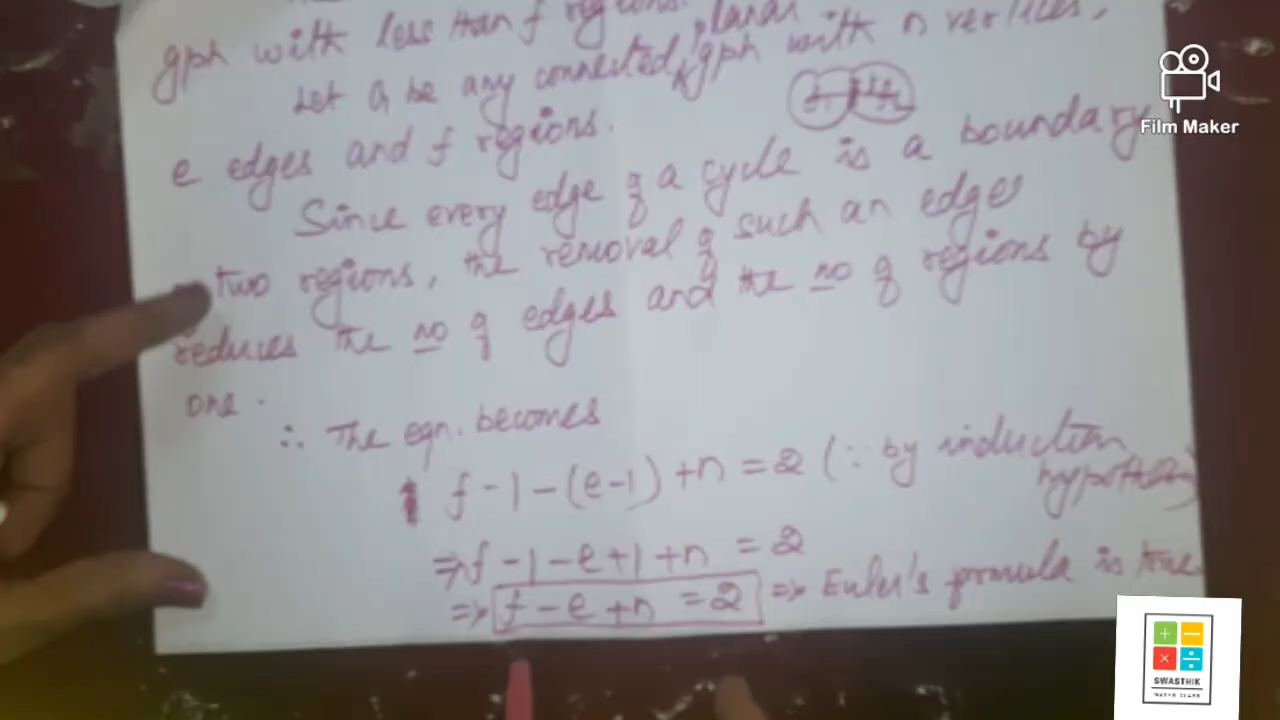 gph with less than f regions.
Let G be any connected planar gph with n vertices,
e edges and f regions.
Since every edge of a cycle is a boundary
two regions, the removal of such an edge
reduces the no of edges and the no of regions by
one.
∴ The eqn. becomes
f - 1 - (e - 1) + n = 2 (∵ by induction
hypothesis)
⇒ f - 1 - e + 1 + n = 2
⇒ f - e + n = 2 ⇒ Euler's formula is true
Film Maker
SWASTHIK
MATHS CLASS